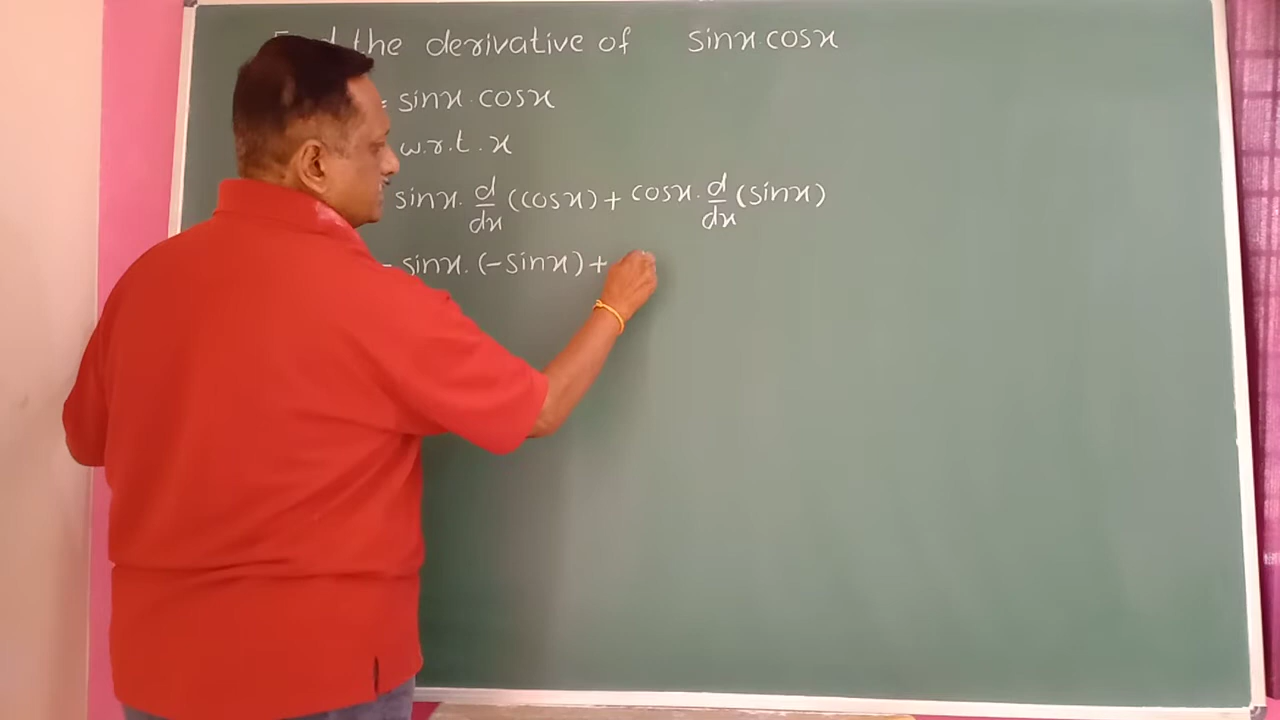 the derivative of sinx.cosx
= sinx.cosx
w.r.t.x
sinx. d/dx (cosx) + cosx. d/dx (sinx)
sinx.(-sinx) +